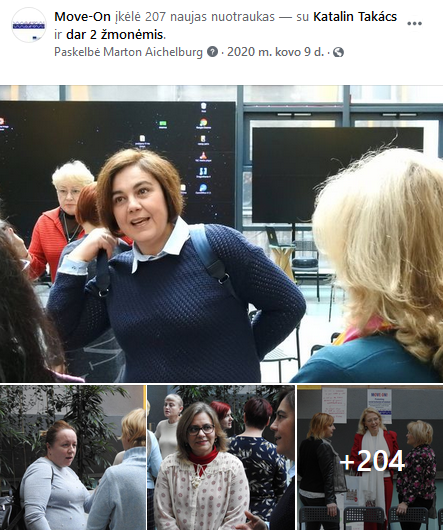 Move-On įkėlė 207 naujas nuotraukas — su Katalin Takács
ir dar 2 žmonėmis.
Paskelbė Marton Aichelburg · 2020 m. kovo 9 d. ·
+204